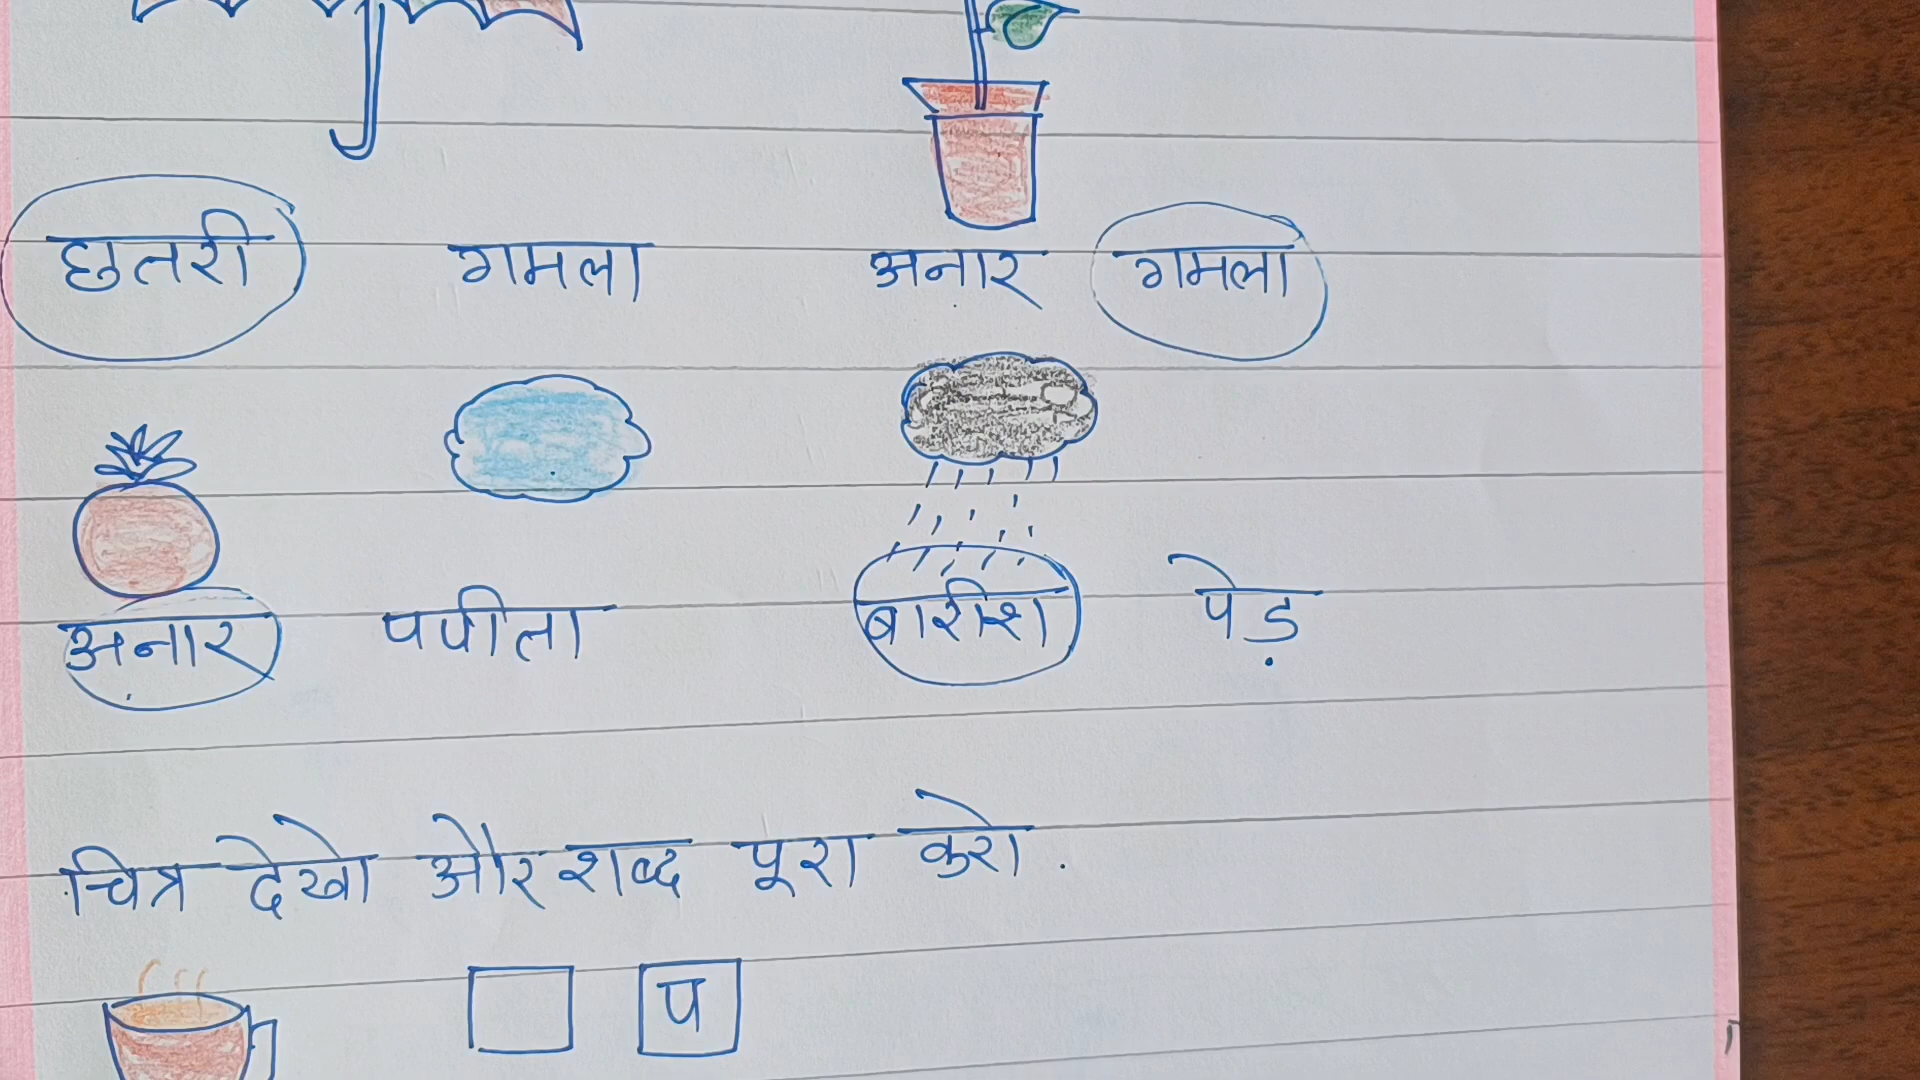 छतरी गमला अनार गमला
अनार पपीता बारीश पेड़
चित्र देखो और शब्द पूरा करो.
प